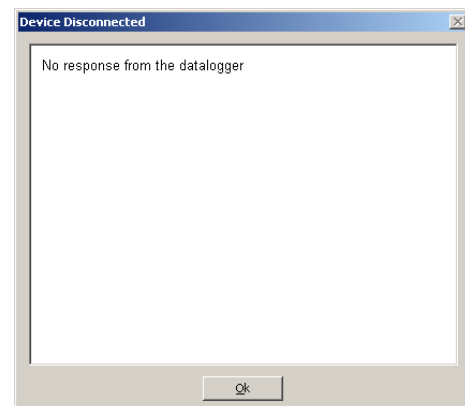 Device Disconnected
No response from the datalogger
Ok